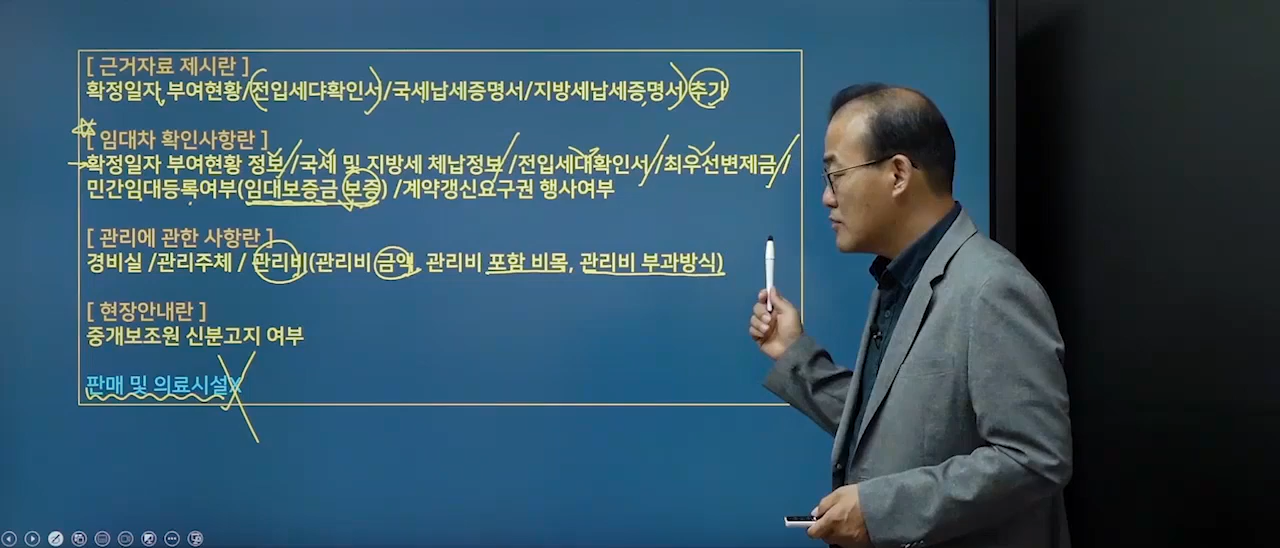 [ 근거자료 제시란 ]
확정일자 부여현황/전입세대확인서/국세납세증명서/지방세납세증명서 추가
[ 임대차 확인사항란 ]
확정일자 부여현황 정보/국세 및 지방세 체납정보/전입세대확인서/최우선변제금/
민간임대등록여부(임대보증금 보증) /계약갱신요구권 행사여부
[ 관리에 관한 사항란 ]
경비실 /관리주체 / 관리비(관리비 금액, 관리비 포함 비목, 관리비 부과방식)
[ 현장안내란 ]
중개보조원 신분고지 여부
판매 및 의료시설X